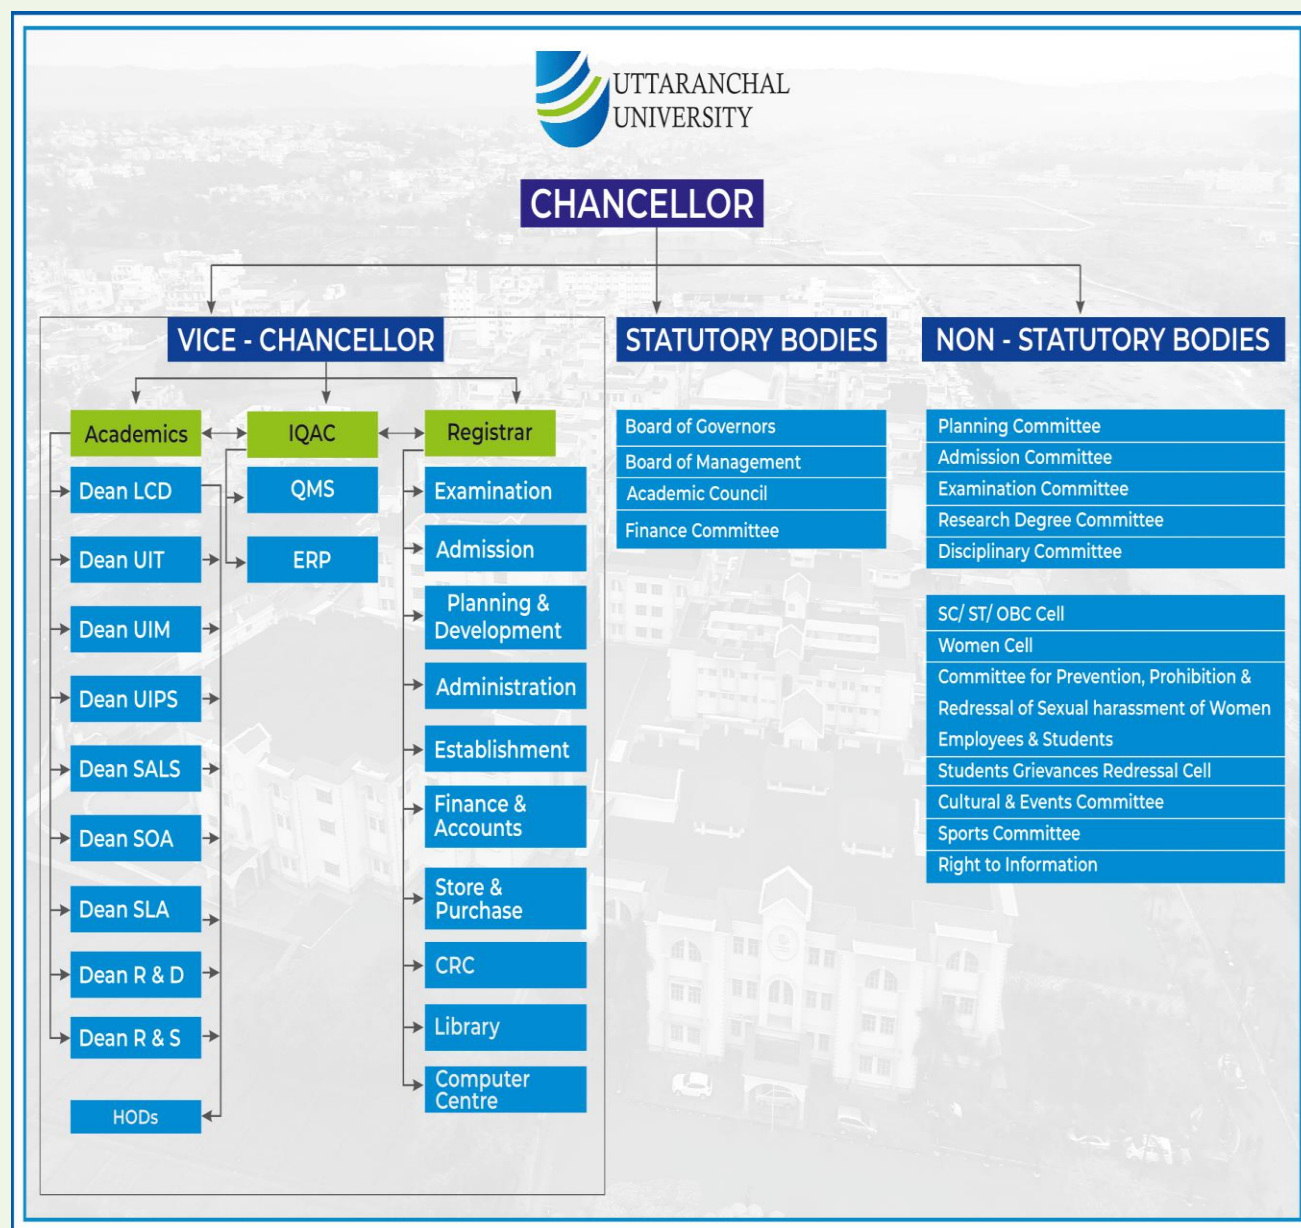 UTTARANCHAL
UNIVERSITY
CHANCELLOR
VICE - CHANCELLOR
Academics
Dean LCD
Dean UIT
Dean UIM
Dean UIPS
Dean SALS
Dean SOA
Dean SLA
Dean R & D
Dean R & S
HODs
IQAC
QMS
ERP
Registrar
Examination
Admission
Planning &
Development
Administration
Establishment
Finance &
Accounts
Store &
Purchase
CRC
Library
Computer
Centre
STATUTORY BODIES
Board of Governors
Board of Management
Academic Council
Finance Committee
NON - STATUTORY BODIES
Planning Committee
Admission Committee
Examination Committee
Research Degree Committee
Disciplinary Committee
SC/ ST/ OBC Cell
Women Cell
Committee for Prevention, Prohibition &
Redressal of Sexual harassment of Women
Employees & Students
Students Grievances Redressal Cell
Cultural & Events Committee
Sports Committee
Right to Information